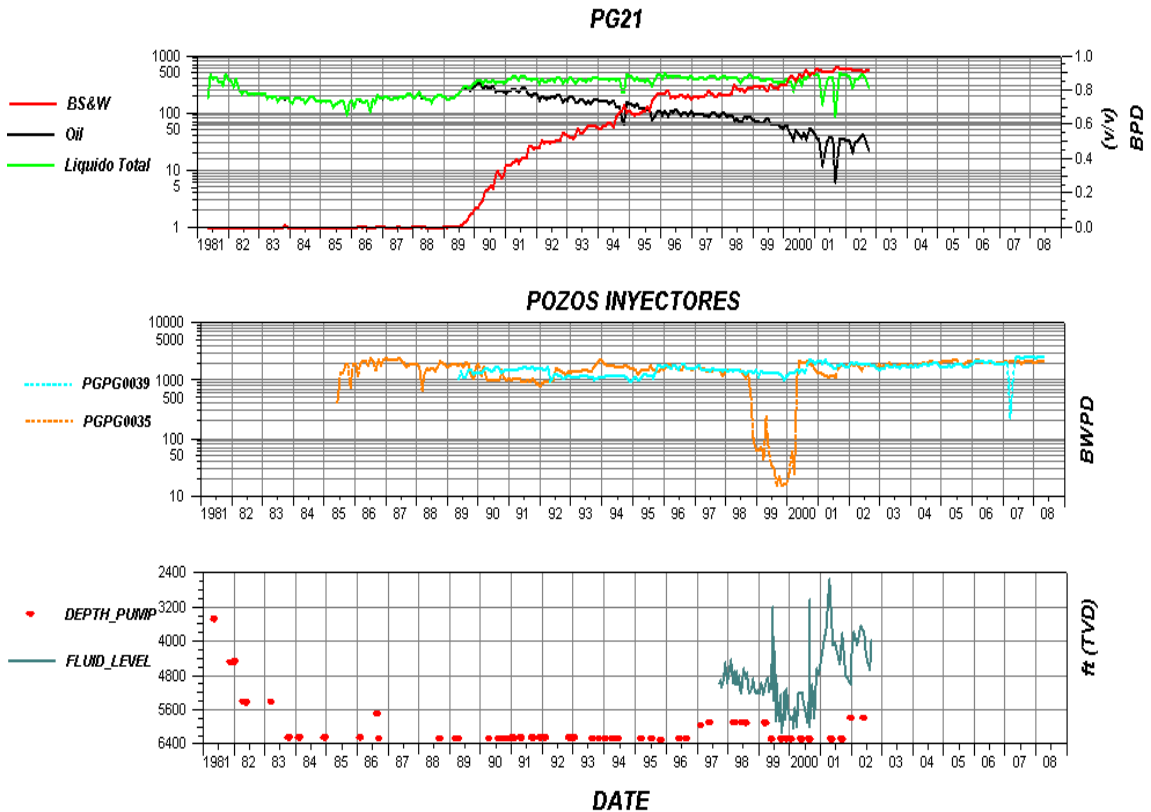 PG21
1000
500
100
50
10
5
1
1.0
0.8
0.6
0.4
0.2
0.0
(v/v)
BPD
BS&W
Oil
Liquido Total
1981 82 83 84 85 86 87 88 89 90 91 92 93 94 95 96 97 98 99 2000 01 02 03 04 05 06 07 08
POZOS INYECTORES
10000
5000
1000
500
100
50
10
BWPD
PGPG0039
PGPG0035
1981 82 83 84 85 86 87 88 89 90 91 92 93 94 95 96 97 98 99 2000 01 02 03 04 05 06 07 08
2400
3200
4000
4800
5600
6400
ft (TVD)
DEPTH_PUMP
FLUID_LEVEL
1981 82 83 84 85 86 87 88 89 90 91 92 93 94 95 96 97 98 99 2000 01 02 03 04 05 06 07 08
DATE